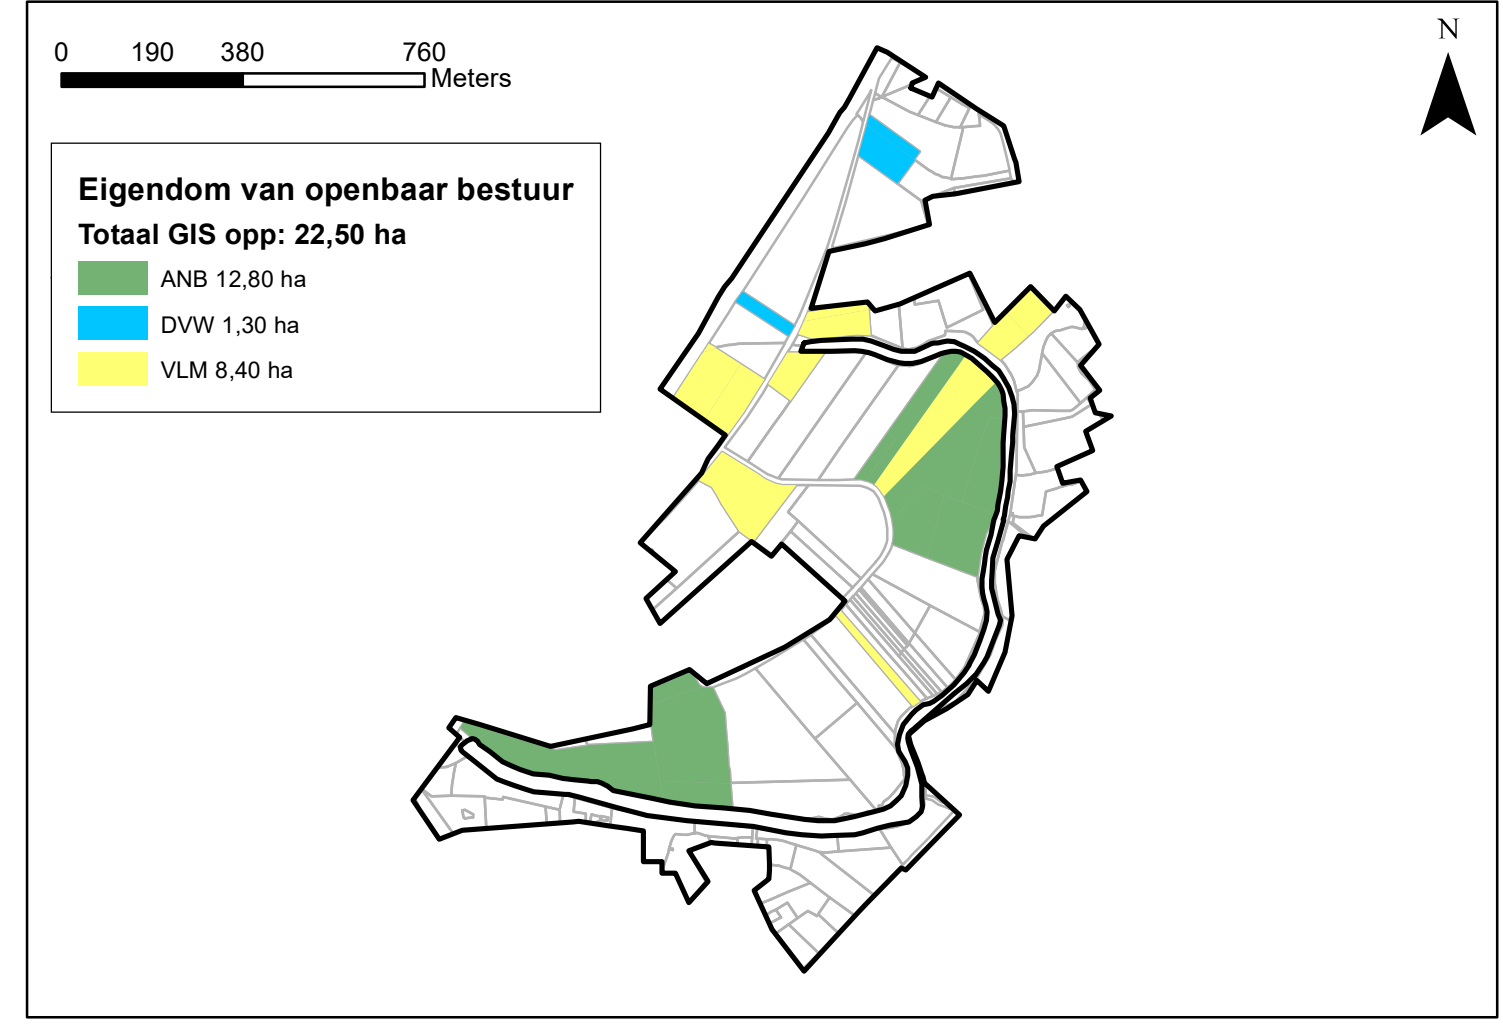 0 190 380 760
Meters
N
Eigendom van openbaar bestuur
Totaal GIS opp: 22,50 ha
ANB 12,80 ha
DVW 1,30 ha
VLM 8,40 ha